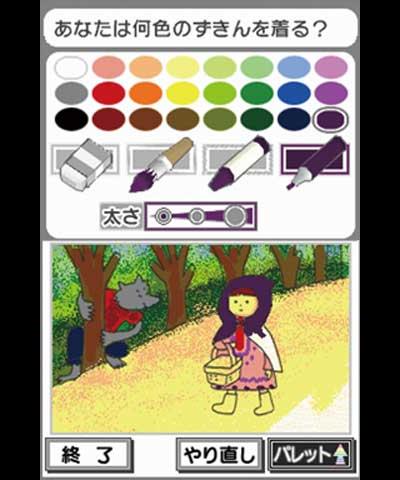 あなたは何色のずきんを着る？
太さ
終 了
やり直し
パレット